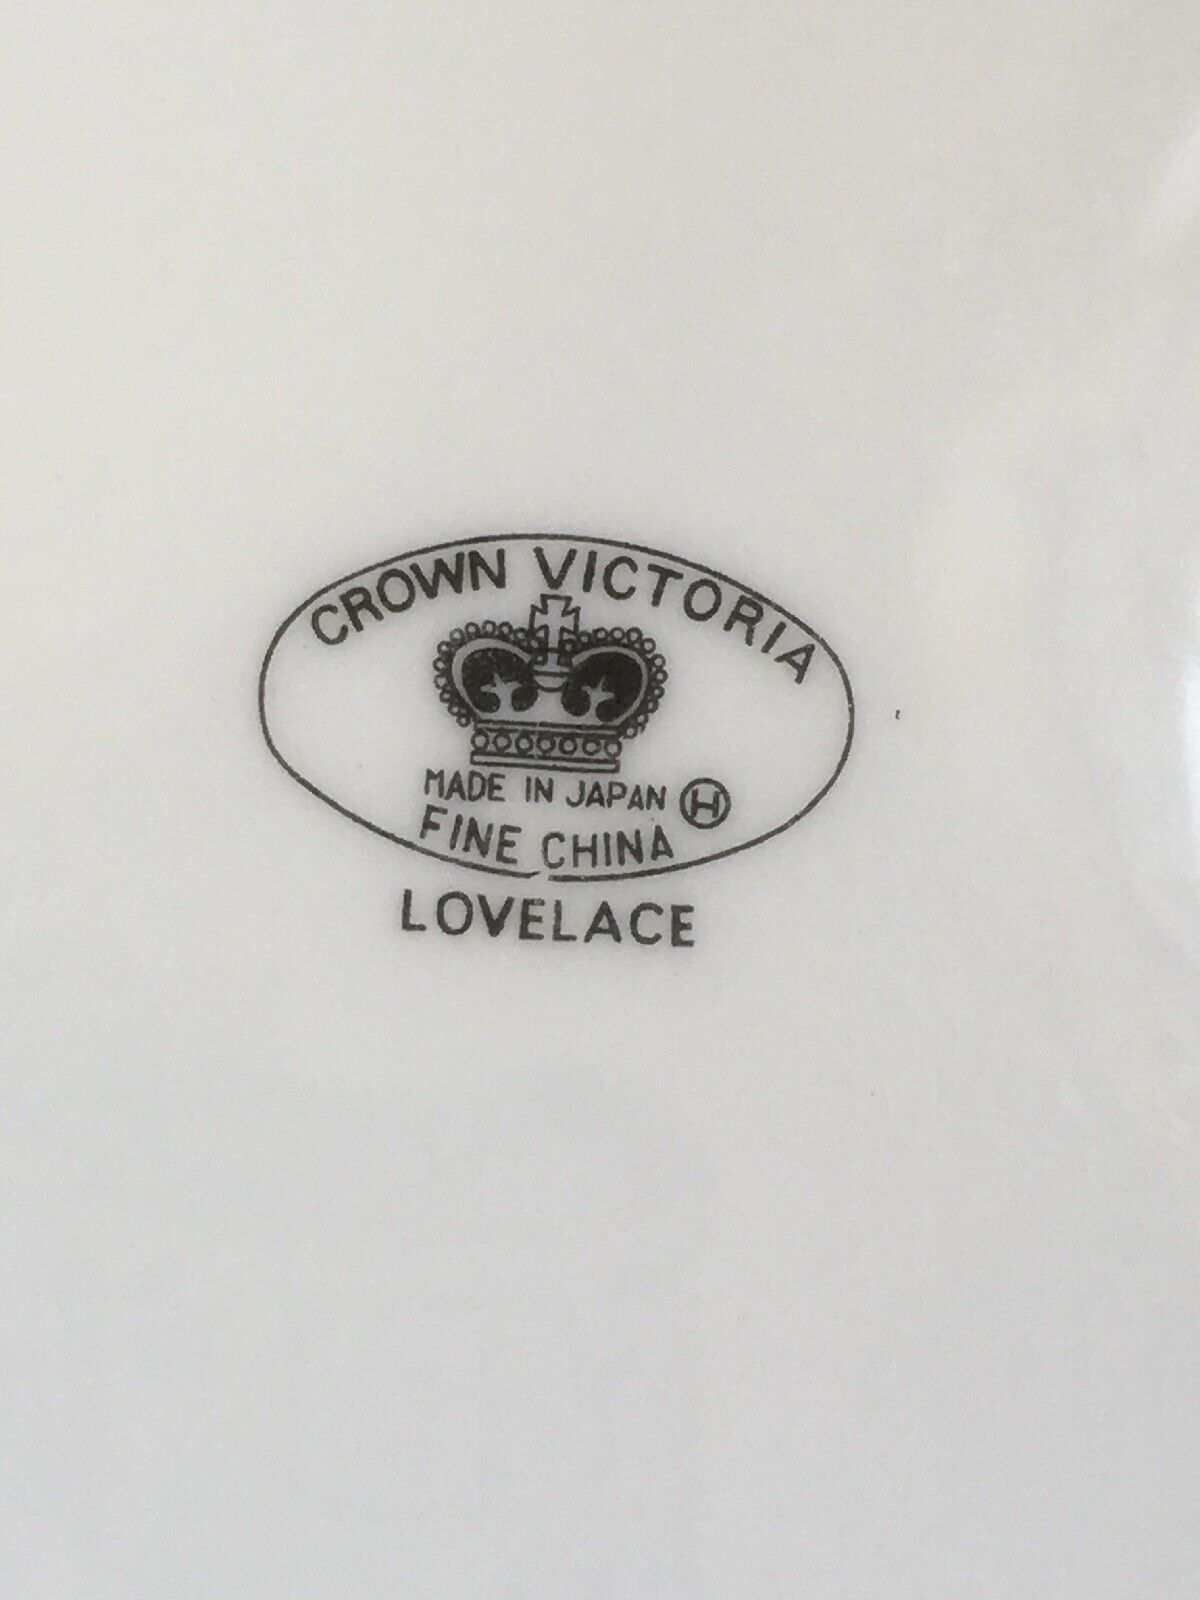 CROWN VICTORIA
MADE IN JAPAN H
FINE CHINA
LOVELACE